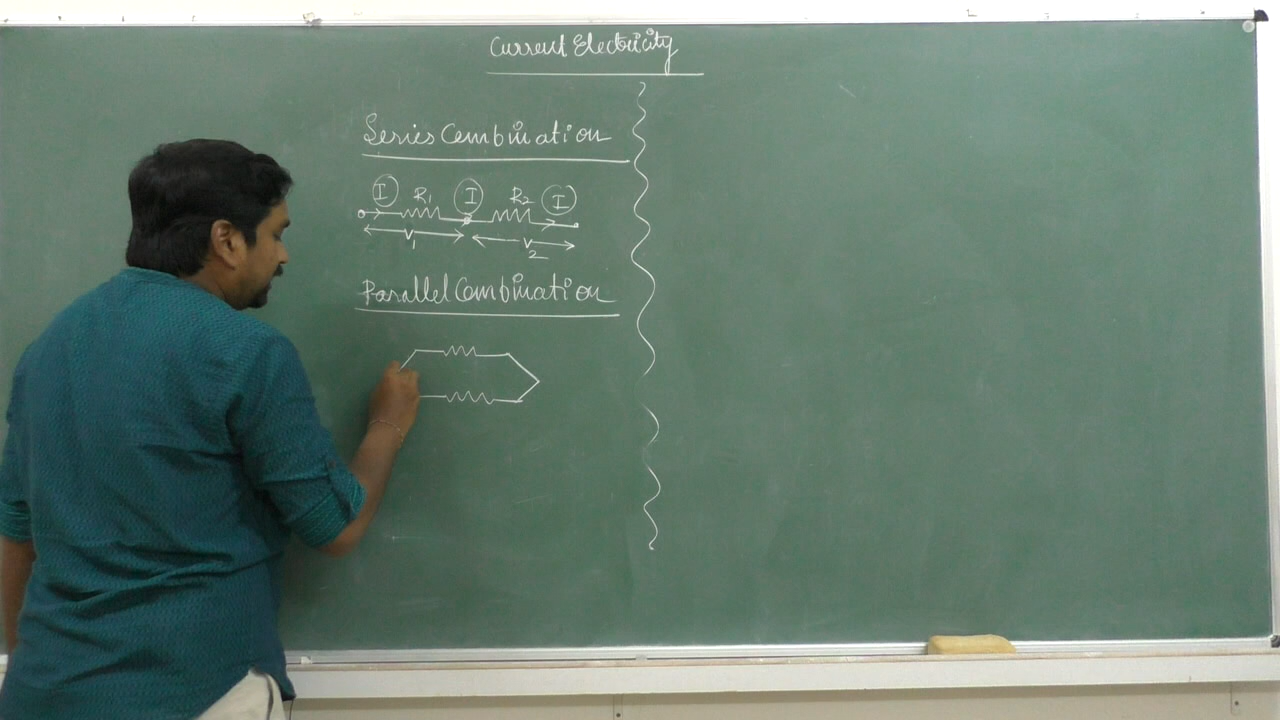 Current Electricity
Series Combination
I R1 I R2 I
V1 V2
Parallel Combination